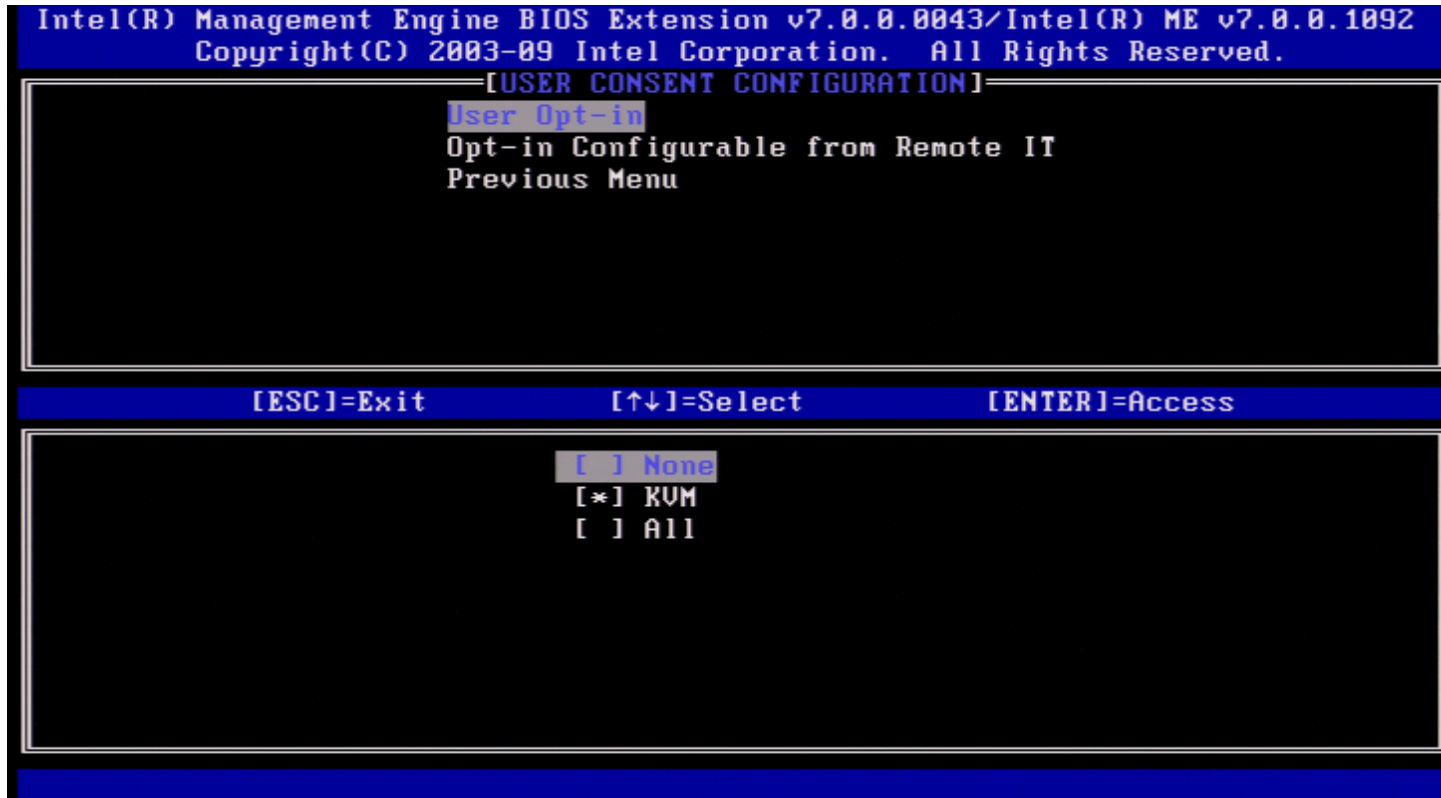 Intel(R) Management Engine BIOS Extension v7.0.0.0043/Intel(R) ME v7.0.0.1092
Copyright(C) 2003-09 Intel Corporation. All Rights Reserved.
[USER CONSENT CONFIGURATION]
User Opt-in
Opt-in Configurable from Remote IT
Previous Menu
[ESC]=Exit [↑↓]=Select [ENTER]=Access
[ ] None
[*] KVM
[ ] All